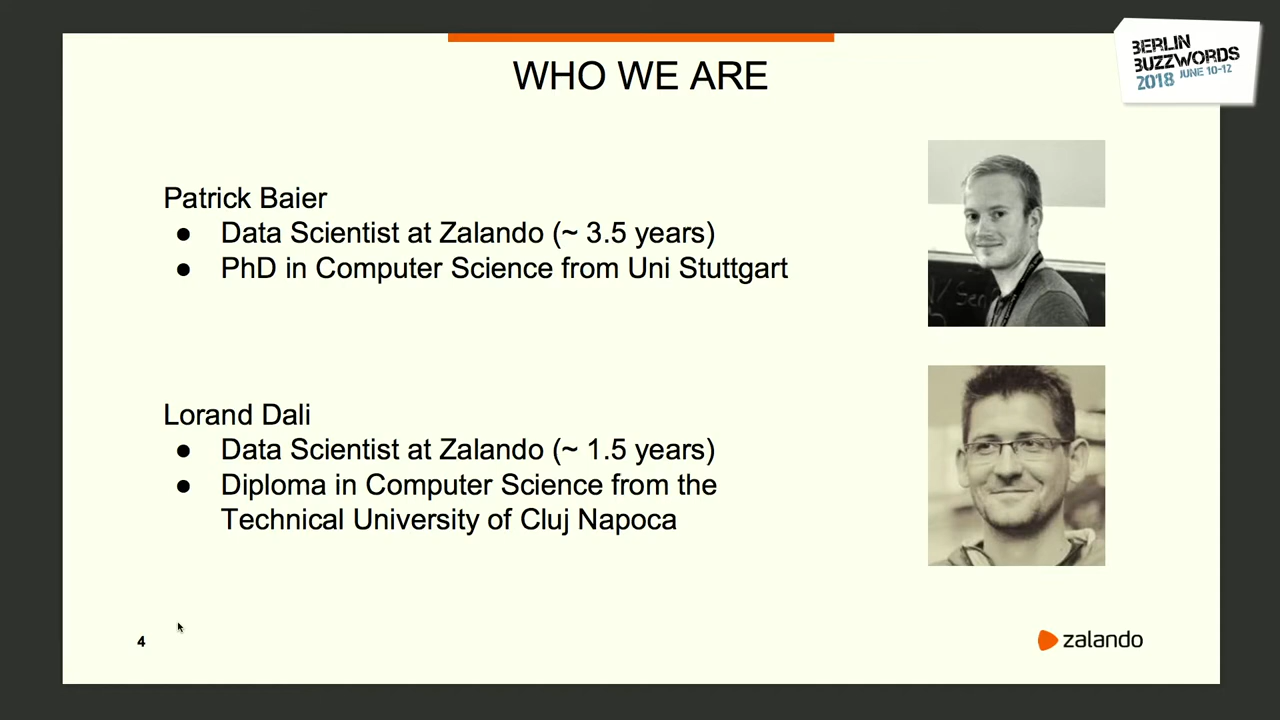 BERLIN
BUZZWORDS
2018 JUNE 10-12
WHO WE ARE
Patrick Baier
● Data Scientist at Zalando (~ 3.5 years)
● PhD in Computer Science from Uni Stuttgart
Lorand Dali
● Data Scientist at Zalando (~ 1.5 years)
● Diploma in Computer Science from the
Technical University of Cluj Napoca
4
zalando